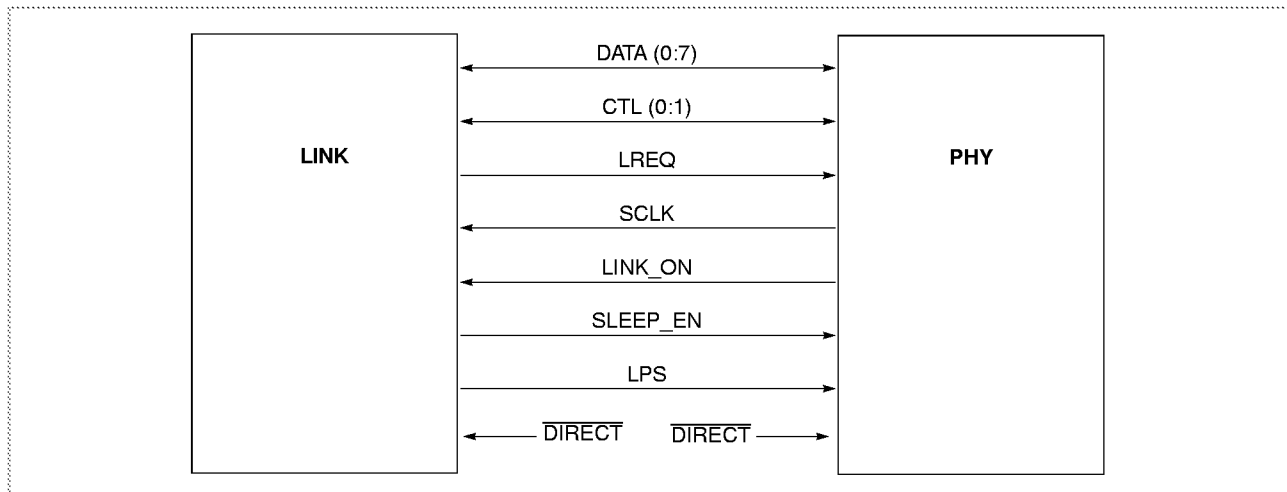 DATA (0:7)
CTL (0:1)
LINK
PHY
LREQ
SCLK
LINK_ON
SLEEP_EN
LPS
DIRECT DIRECT